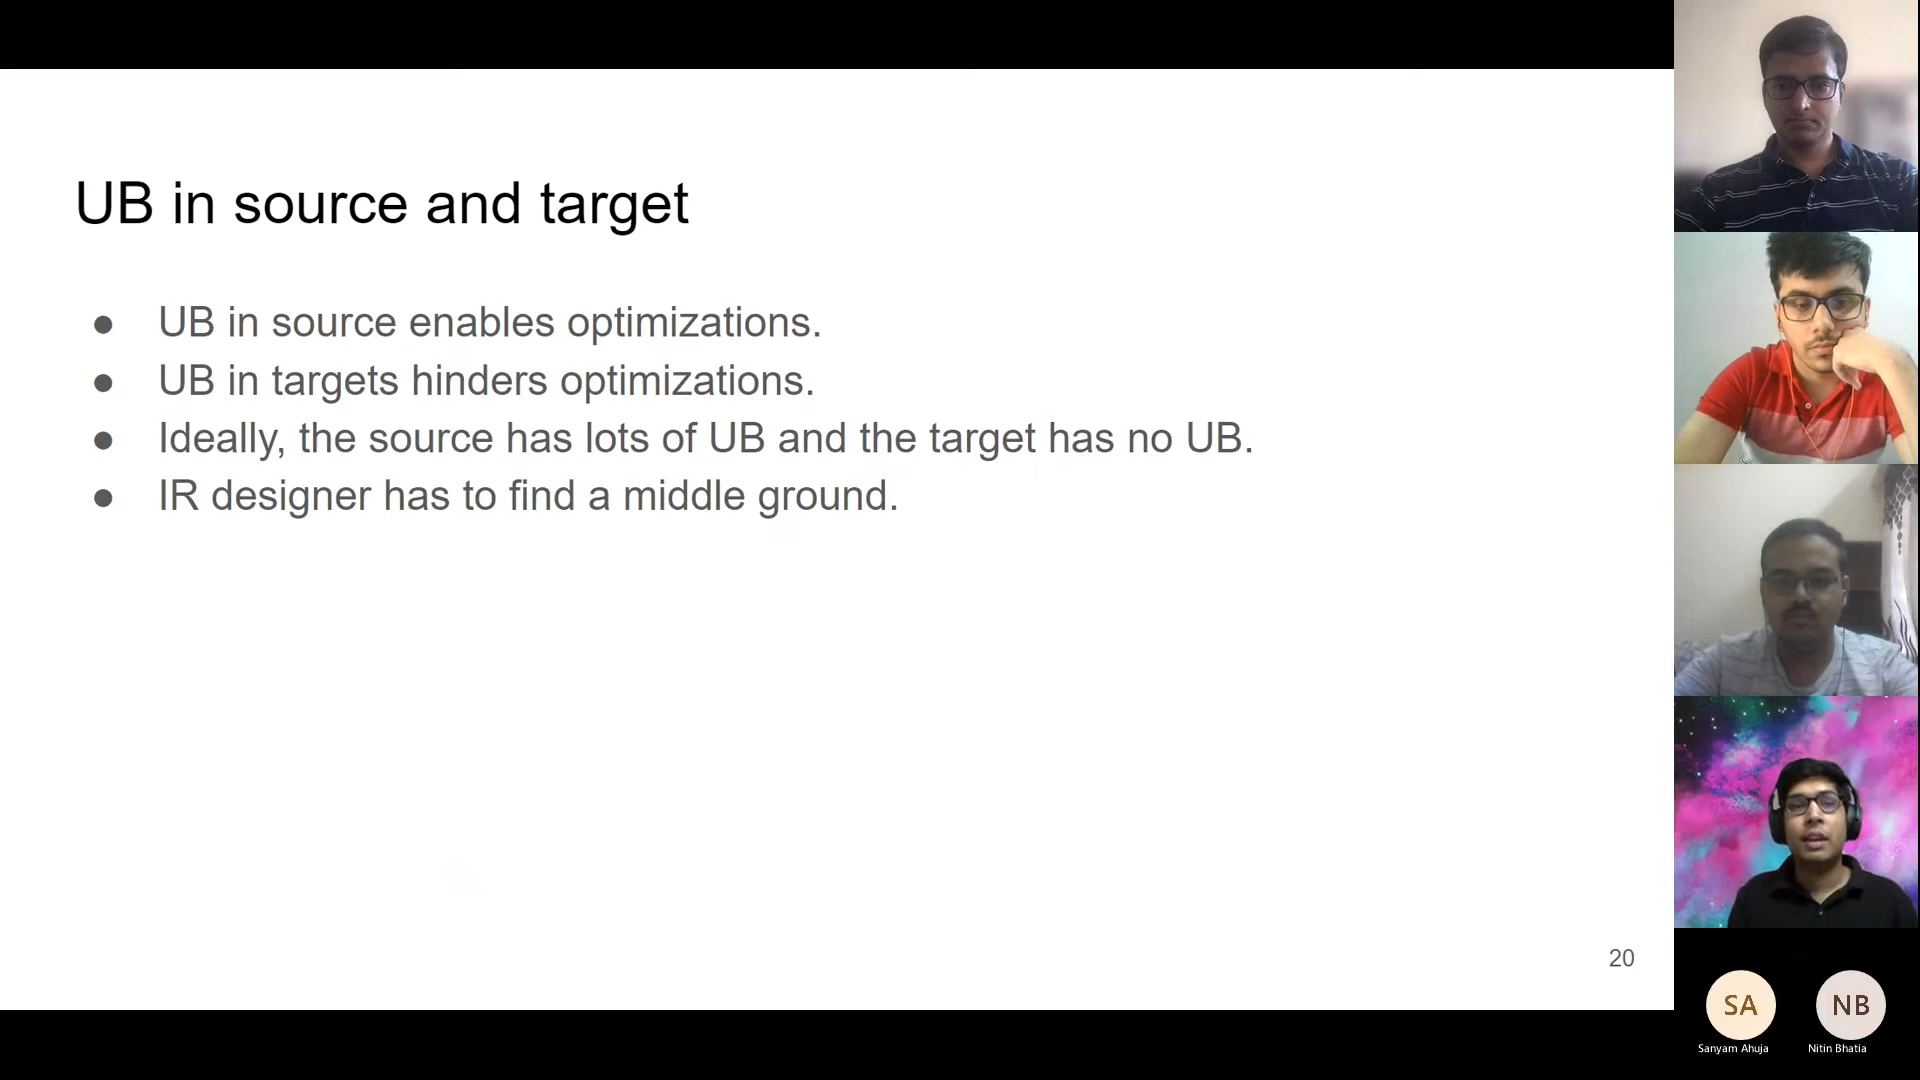 UB in source and target
● UB in source enables optimizations.
● UB in targets hinders optimizations.
● Ideally, the source has lots of UB and the target has no UB.
● IR designer has to find a middle ground.
20
SA
NB
Sanyam Ahuja
Nitin Bhatia